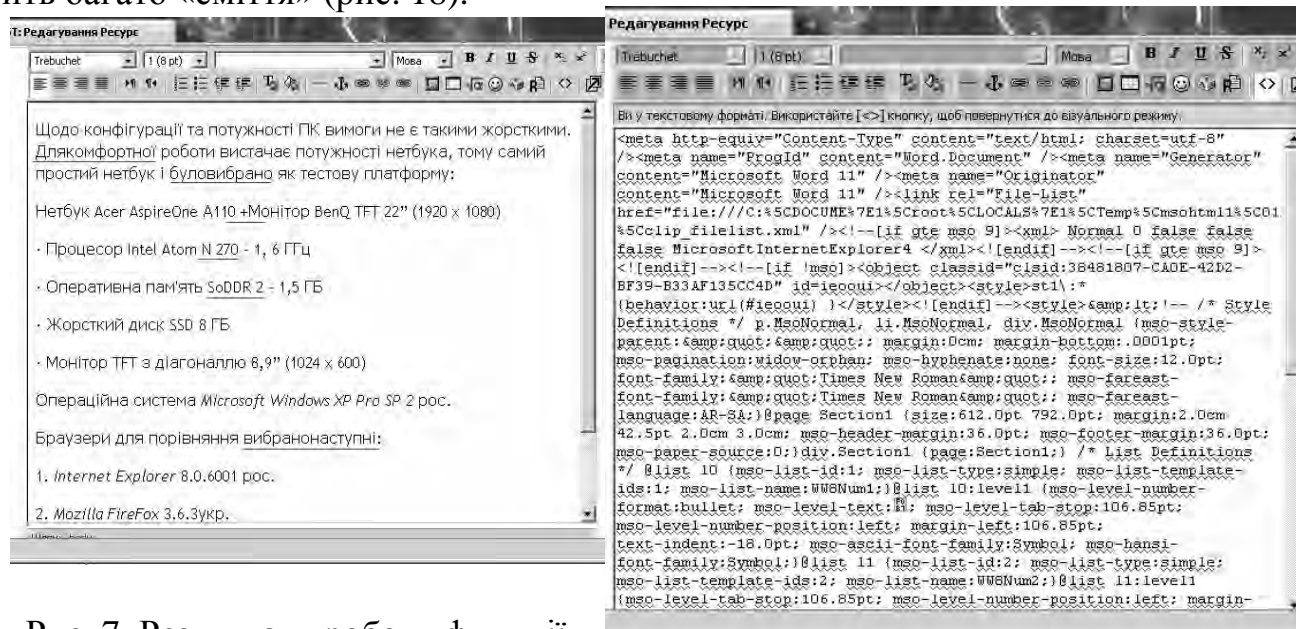 багато «сміття» (рис.
Т: Редагування Ресурс
Trebuchet 1 (8 pt) Мова B I U S
Щодо конфігурації та потужності ПК вимоги не є такими жорсткими.
Длякомфортної роботи вистачає потужності нетбука, тому самий
простий нетбук і буловибрано як тестову платформу:
Нетбук Acer AspireOne A110 +Монітор BenQ TFT 22” (1920 x 1080)
· Процесор Intel Atom N 270 - 1, 6 ГГц
· Оперативна пам'ять SoDDR 2 - 1,5 ГБ
· Жорсткий диск SSD 8 ГБ
· Монітор TFT з діагоналлю 8,9” (1024 x 600)
Операційна система Microsoft Windows XP Pro SP 2 рос.
Браузери для порівняння вибранонаступні:
1. Internet Explorer 8.0.6001 рос.
2. Mozilla FireFox 3.6.3укр.
Редагування Ресурс
Trebuchet 1 (8 pt) Мова B I U S
Ви у текстовому форматі. Використайте [<>] кнопку, щоб повернутися до візуального режиму.
<meta http-equiv="Content-Type" content="text/html; charset=utf-8"
/><meta name="ProgId" content="Word.Document" /><meta name="Generator"
content="Microsoft Word 11" /><meta name="Originator"
content="Microsoft Word 11" /><link rel="File-List"
href="file:///C:%5CDOCUME%7E1%5Croot%5CLOCALS%7E1%5CTemp%5Cmsohtml1%5C01
%5Cclip_filelist.xml" /><!--[if gte mso 9]><xml> Normal 0 false false
false MicrosoftInternetExplorer4 </xml><![endif]--><!--[if gte mso 9]>
<![endif]--><!--[if !mso]><object classid="clsid:38481807-CA0E-42D2-
BF39-B33AF135CC4D" id=ieooui></object><style>st1\:*
{behavior:url(#ieooui) }</style><![endif]--><style>&amp;lt;!-- /* Style
Definitions */ p.MsoNormal, li.MsoNormal, div.MsoNormal {mso-style-
parent:&amp;quot;&amp;quot;; margin:0cm; margin-bottom:.0001pt;
mso-pagination:widow-orphan; mso-hyphenate:none; font-size:12.0pt;
font-family:&amp;quot;Times New Roman&amp;quot;; mso-fareast-
font-family:&amp;quot;Times New Roman&amp;quot;; mso-fareast-
language:AR-SA;}@page Section1 {size:612.0pt 792.0pt; margin:2.0cm
42.5pt 2.0cm 3.0cm; mso-header-margin:36.0pt; mso-footer-margin:36.0pt;
mso-paper-source:0;}div.Section1 {page:Section1;} /* List Definitions
*/ @list l0 {mso-list-id:1; mso-list-type:simple; mso-list-template-
ids:1; mso-list-name:WW8Num1;}@list l0:level1 {mso-level-number-
format:bullet; mso-level-text:; mso-level-tab-stop:106.85pt;
mso-level-number-position:left; margin-left:106.85pt;
text-indent:-18.0pt; mso-ascii-font-family:Symbol; mso-hansi-
font-family:Symbol;}@list l1 {mso-list-id:2; mso-list-type:simple;
mso-list-template-ids:2; mso-list-name:WW8Num2;}@list l1:level1
{mso-level-tab-stop:106.85pt; mso-level-number-position:left; margin-